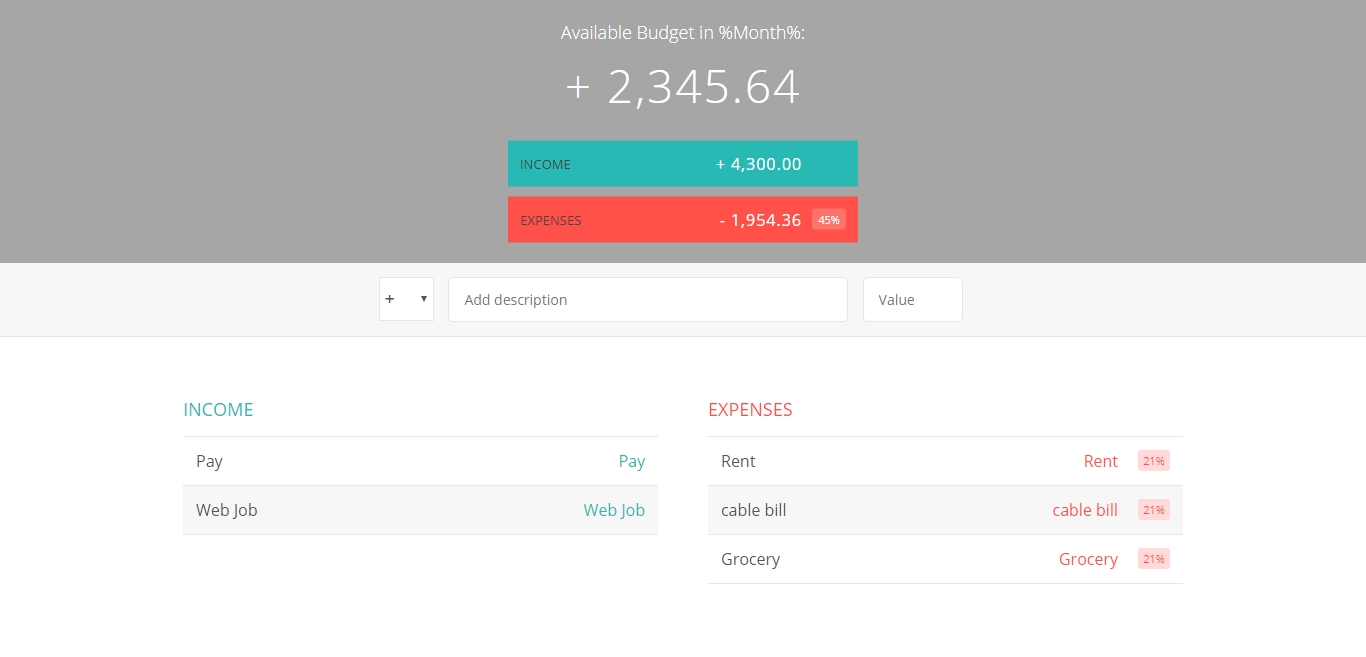 Available Budget in %Month%:
+ 2,345.64
INCOME + 4,300.00
EXPENSES - 1,954.36 45%
+ ▼ Add description Value
INCOME
Pay Pay
Web Job Web Job
EXPENSES
Rent Rent 21%
cable bill cable bill 21%
Grocery Grocery 21%